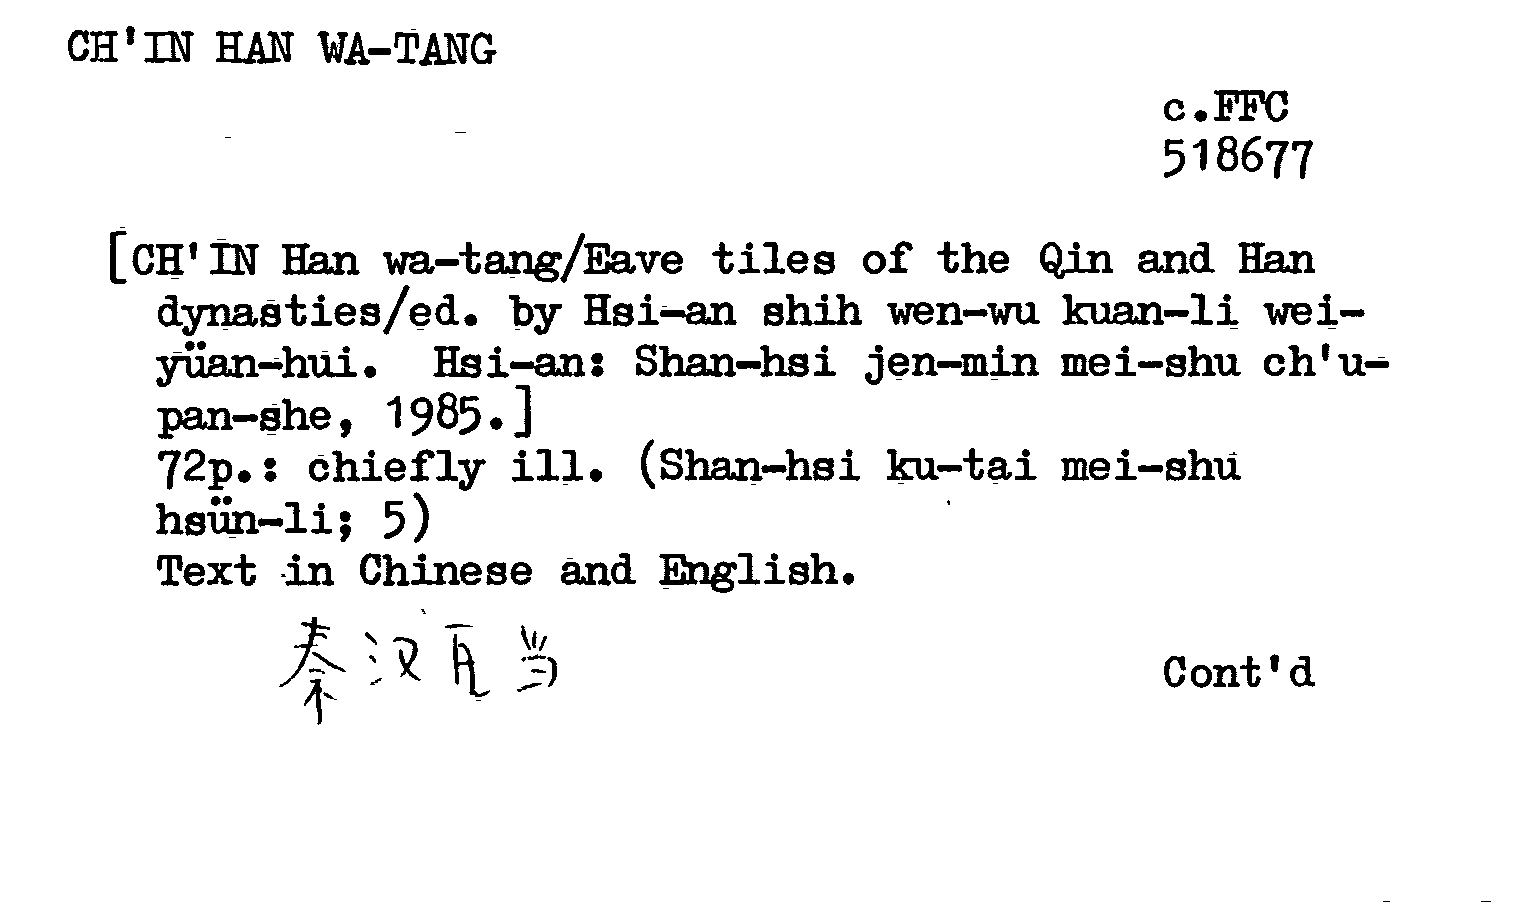 CH'IN HAN WA-TANG
c.FFC
518677
[CH'IN Han wa-tang/Eave tiles of the Qin and Han
dynasties/ed. by Hsi-an shih wen-wu kuan-li wei-
yüan-hui. Hsi-an: Shan-hsi jen-min mei-shu ch'u-
pan-she, 1985.]
72p.: chiefly ill. (Shan-hsi ku-tai mei-shu
hsün-li; 5)
Text in Chinese and English.
秦汉瓦当
Cont'd